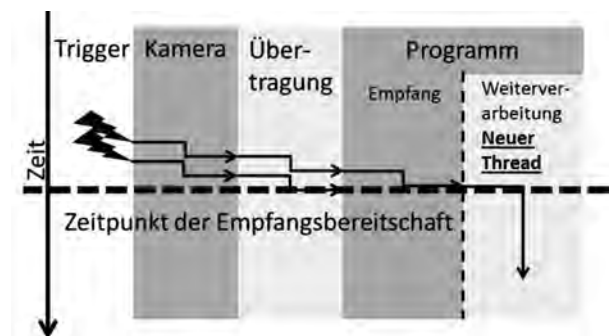 Trigger
Kamera
Über-
tragung
Programm
Empfang
Weiterver-
arbeitung
Neuer
Thread
Zeit
Zeitpunkt der Empfangsbereitschaft